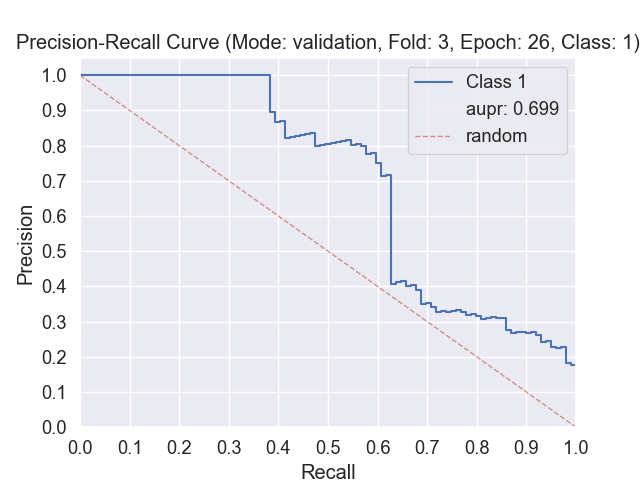 Precision-Recall Curve (Mode: validation, Fold: 3, Epoch: 26, Class: 1)
Class 1
aupr: 0.699
random
Precision
1.0
0.9
0.8
0.7
0.6
0.5
0.4
0.3
0.2
0.1
0.0
0.0 0.1 0.2 0.3 0.4 0.5 0.6 0.7 0.8 0.9 1.0
Recall